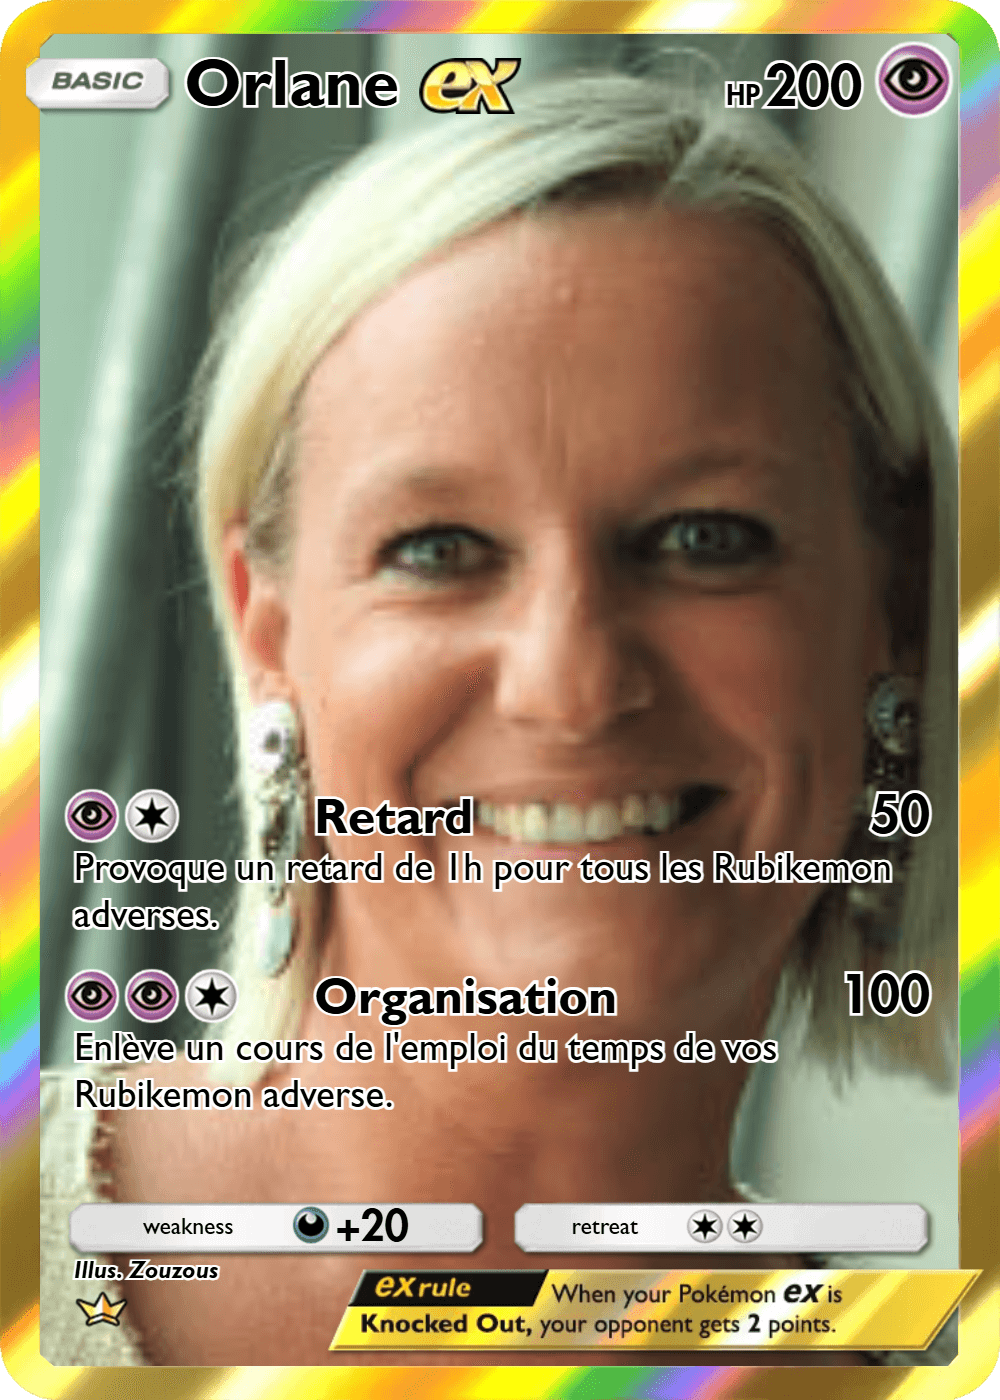 BASIC Orlane ex HP 200
Retard 50
Provoque un retard de 1h pour tous les Rubikemon
adverses.
Organisation 100
Enlève un cours de l'emploi du temps de vos
Rubikemon adverse.
weakness +20 retreat
Illus. Zouzous
ex rule When your Pokémon ex is
Knocked Out, your opponent gets 2 points.